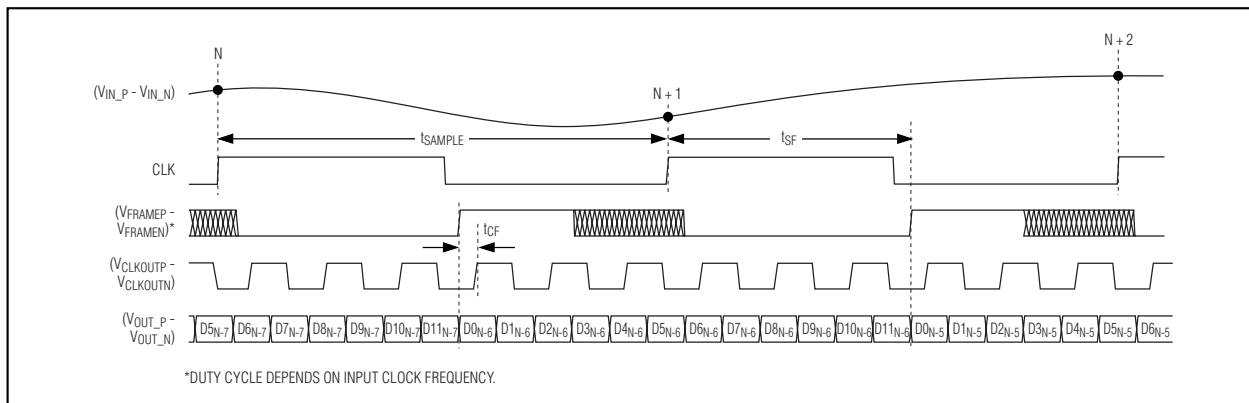 N
N + 1
N + 2
(VIN_P - VIN_N)
tSAMPLE
tSF
CLK
(VFRAMEP -
VFRAMEN)*
tCF
(VCLKOUTP -
VCLKOUTN)
(VOUT_P -
VOUT_N)
D5N-7 D6N-7 D7N-7 D8N-7 D9N-7 D10N-7 D11N-7 D0N-6 D1N-6 D2N-6 D3N-6 D4N-6 D5N-6 D6N-6 D7N-6 D8N-6 D9N-6 D10N-6 D11N-6 D0N-5 D1N-5 D2N-5 D3N-5 D4N-5 D5N-5 D6N-5
*DUTY CYCLE DEPENDS ON INPUT CLOCK FREQUENCY.